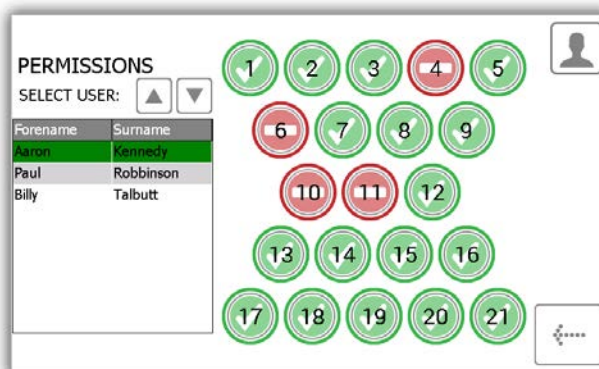 PERMISSIONS
SELECT USER:
Forename Surname
Aaron Kennedy
Paul Robbinson
Billy Talbutt
1 2 3 4 5
6 7 8 9
10 11 12
13 14 15 16
17 18 19 20 21